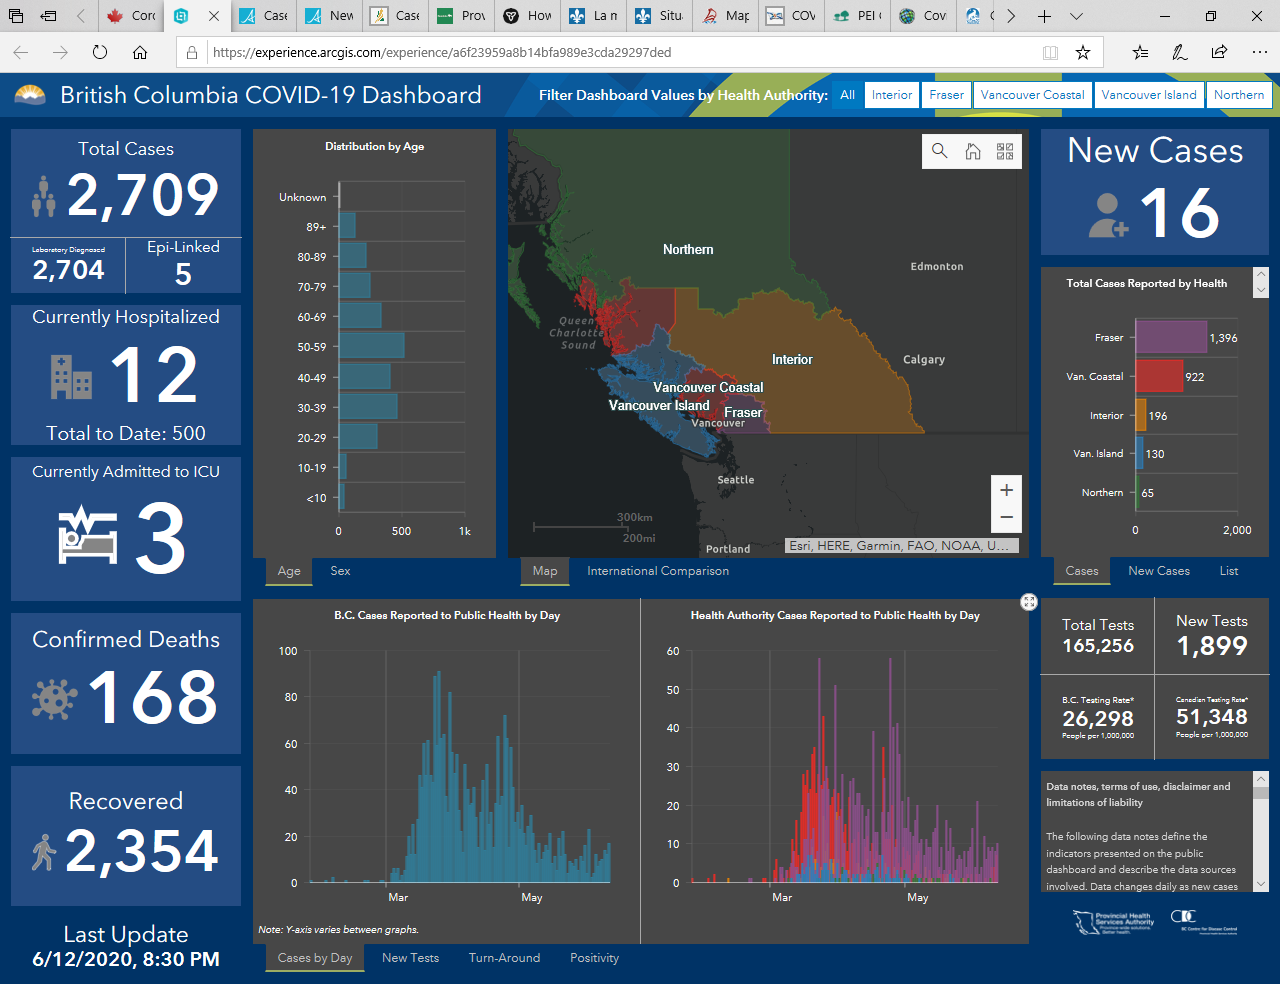 Corc
Case
New
Case
Prov
How
La m
Situa
Map
COV
PEI (
Cov
https://experience.arcgis.com/experience/a6f23959a8b14bfa989e3cda29297ded
British Columbia COVID-19 Dashboard
Filter Dashboard Values by Health Authority:
All
Interior
Fraser
Vancouver Coastal
Vancouver Island
Northern
Total Cases
2,709
Laboratory Diagnosed
2,704
Epi-Linked
5
Currently Hospitalized
12
Total to Date: 500
Currently Admitted to ICU
3
Confirmed Deaths
168
Recovered
2,354
Last Update
6/12/2020, 8:30 PM
Distribution by Age
Unknown
89+
80-89
70-79
60-69
50-59
40-49
30-39
20-29
10-19
<10
0 500 1k
Age Sex
Northern
Edmonton
Queen
Charlotte
Sound
Interior
Calgary
Vancouver Coastal
Vancouver Island
Fraser
Vancouver
Seattle
300km
200mi
Portland
+
−
Esri, HERE, Garmin, FAO, NOAA, U...
Map International Comparison
New Cases
16
Total Cases Reported by Health
Fraser 1,396
Van. Coastal 922
Interior 196
Van. Island 130
Northern 65
0 2,000
Cases New Cases List
B.C. Cases Reported to Public Health by Day
100
80
60
40
20
0
Mar May
Note: Y-axis varies between graphs.
Health Authority Cases Reported to Public Health by Day
60
50
40
30
20
10
0
Mar May
Cases by Day New Tests Turn-Around Positivity
Total Tests
165,256
New Tests
1,899
B.C. Testing Rate*
26,298
People per 1,000,000
Canadian Testing Rate*
51,348
People per 1,000,000
Data notes, terms of use, disclaimer and
limitations of liability
The following data notes define the
indicators presented on the public
dashboard and describe the data sources
involved. Data changes daily as new cases
Provincial Health
Services Authority
Province-wide solutions.
Better health.
BC Centre for Disease Control